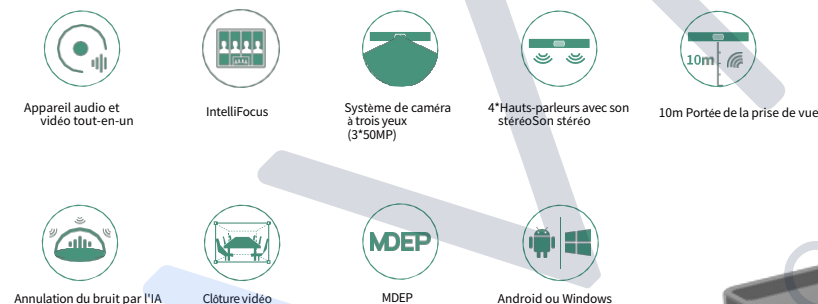 10m
Appareil audio et
vidéo tout-en-un
IntelliFocus
Système de caméra
à trois yeux
(3*50MP)
4*Hauts-parleurs avec son
stéréoSon stéréo
10m Portée de la prise de vue
MDEP
Annulation du bruit par l'IA
Clôture vidéo
MDEP
Android ou Windows